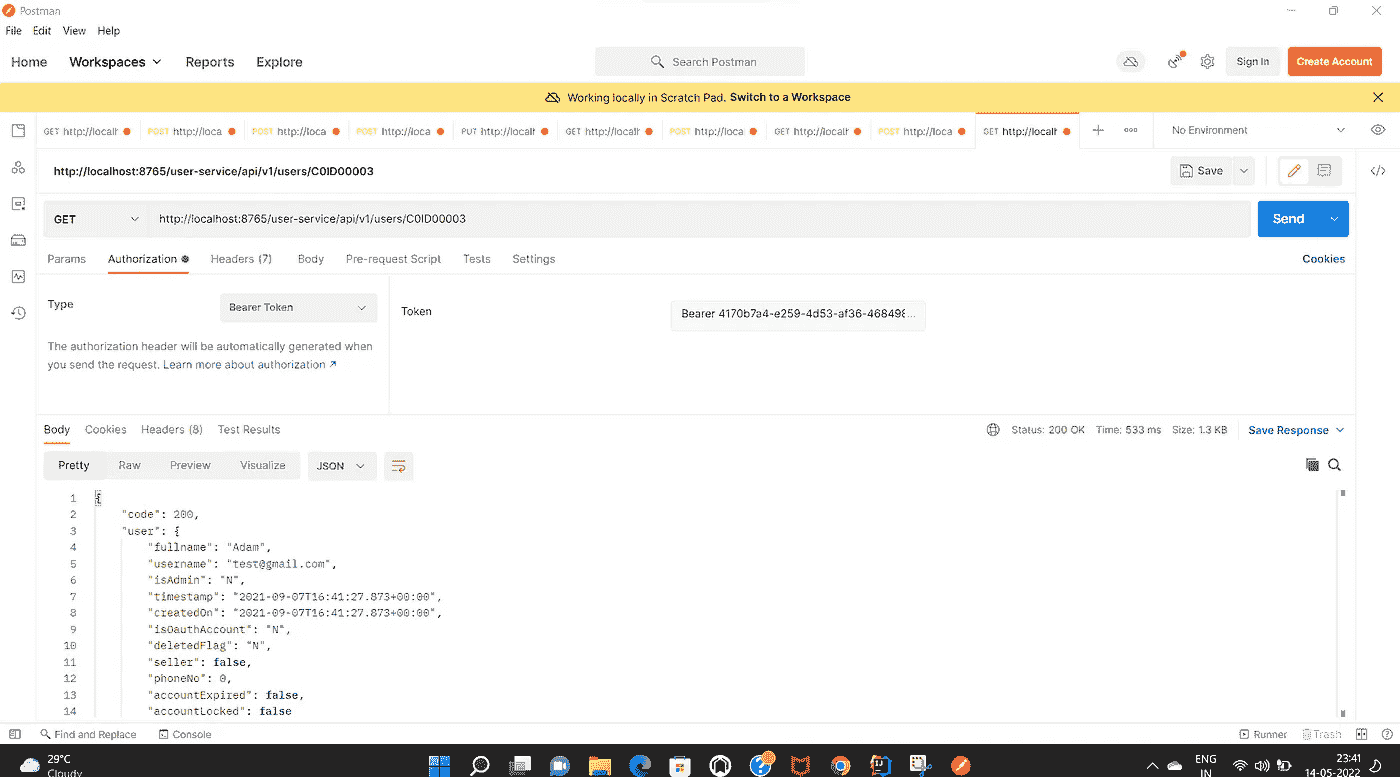 Postman
File Edit View Help
Home Workspaces Reports Explore Search Postman Sign In Create Account
Working locally in Scratch Pad. Switch to a Workspace
GET http://localh POST http://loca POST http://loca POST http://loca PUT http://localh GET http://localh POST http://loca GET http://localh POST http://loca GET http://localh No Environment
http://localhost:8765/user-service/api/v1/users/C0ID00003 Save
GET http://localhost:8765/user-service/api/v1/users/C0ID00003 Send
Params Authorization Headers (7) Body Pre-request Script Tests Settings Cookies
Type Bearer Token Token Bearer 4170b7a4-e259-4d53-af36-468498...
The authorization header will be automatically generated when
you send the request. Learn more about authorization ↗
Body Cookies Headers (8) Test Results Status: 200 OK Time: 533 ms Size: 1.3 KB Save Response
Pretty Raw Preview Visualize JSON
1 {
2 "code": 200,
3 "user": {
4 "fullname": "Adam",
5 "username": "test@gmail.com",
6 "isAdmin": "N",
7 "timestamp": "2021-09-07T16:41:27.873+00:00",
8 "createdOn": "2021-09-07T16:41:27.873+00:00",
9 "isOauthAccount": "N",
10 "deletedFlag": "N",
11 "seller": false,
12 "phoneNo": 0,
13 "accountExpired": false,
14 "accountLocked": false
Find and Replace Console Runner Trash
29°C ENG 23:41
Cloudy IN 14-05-2022